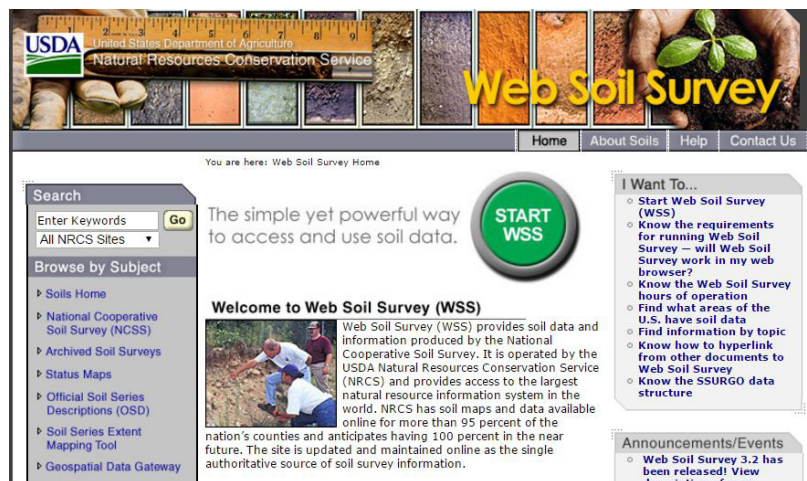 2 3 4 5 6 7 8 9
USDA
United States Department of Agriculture
Natural Resources Conservation Service
Web Soil Survey
Home
About Soils
Help
Contact Us
You are here: Web Soil Survey Home
Search
Enter Keywords
Go
All NRCS Sites
Browse by Subject
Soils Home
National Cooperative
Soil Survey (NCSS)
Archived Soil Surveys
Status Maps
Official Soil Series
Descriptions (OSD)
Soil Series Extent
Mapping Tool
Geospatial Data Gateway
The simple yet powerful way
to access and use soil data.
START
WSS
Welcome to Web Soil Survey (WSS)
Web Soil Survey (WSS) provides soil data and
information produced by the National
Cooperative Soil Survey. It is operated by the
USDA Natural Resources Conservation Service
(NRCS) and provides access to the largest
natural resource information system in the
world. NRCS has soil maps and data available
online for more than 95 percent of the
nation's counties and anticipates having 100 percent in the near
future. The site is updated and maintained online as the single
authoritative source of soil survey information.
I Want To...
Start Web Soil Survey
(WSS)
Know the requirements
for running Web Soil
Survey — will Web Soil
Survey work in my web
browser?
Know the Web Soil Survey
hours of operation
Find what areas of the
U.S. have soil data
Find information by topic
Know how to hyperlink
from other documents to
Web Soil Survey
Know the SSURGO data
structure
Announcements/Events
Web Soil Survey 3.2 has
been released! View